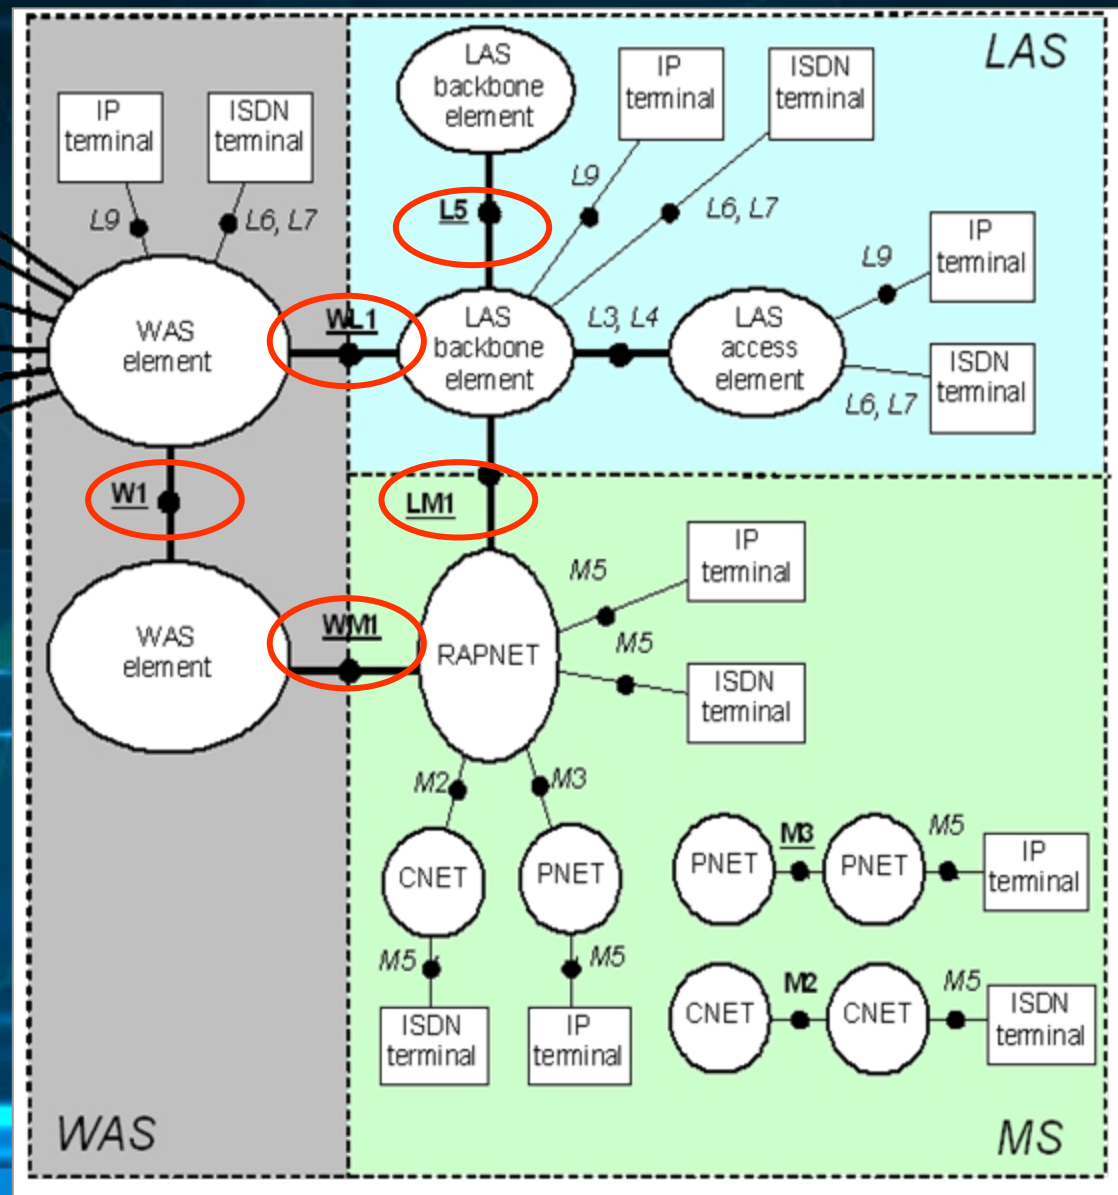 LAS
LAS
backbone
element
IP
terminal
ISDN
terminal
IP
terminal
ISDN
terminal
L9
L6, L7
L9
L5
L6, L7
IP
terminal
L9
WAS
element
WL1
LAS
backbone
element
L3, L4
LAS
access
element
ISDN
terminal
L6, L7
W1
LM1
IP
terminal
M5
WAS
element
WM1
RAPNET
M5
ISDN
terminal
M2
M3
CNET
PNET
PNET
M3
PNET
M5
IP
terminal
M5
M5
CNET
M2
CNET
M5
ISDN
terminal
ISDN
terminal
IP
terminal
WAS
MS